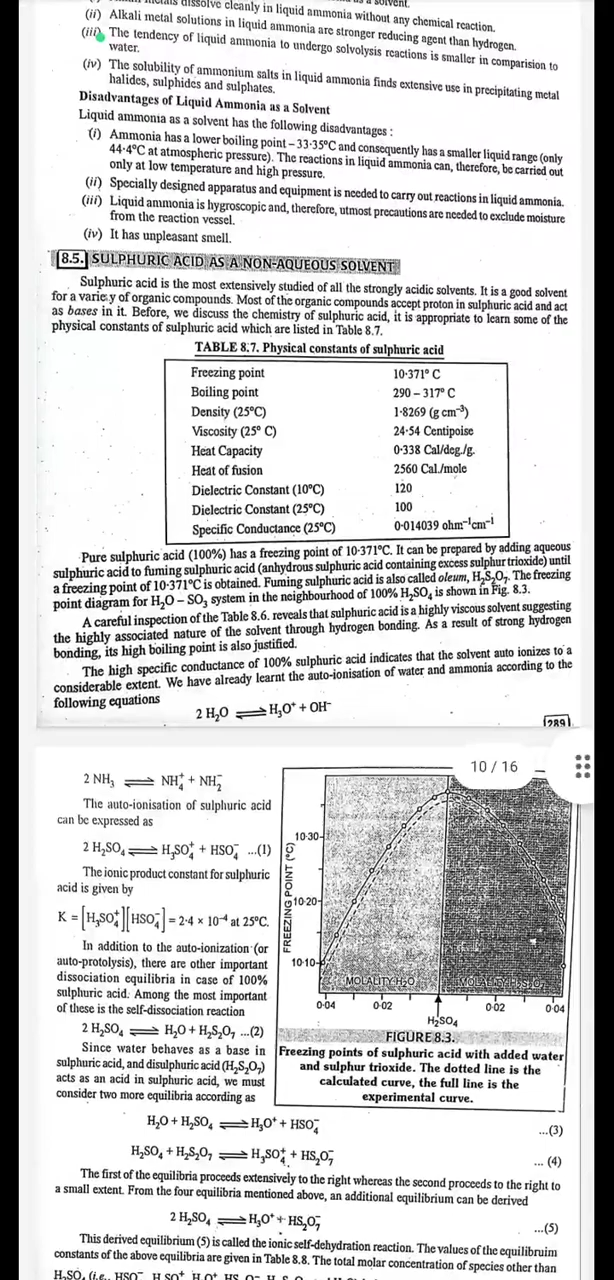 dissolve cleanly in liquid ammonia without any chemical reaction.
(ii) Alkali metal solutions in liquid ammonia are stronger reducing agent than hydrogen.
(iii) The tendency of liquid ammonia to undergo solvolysis reactions is smaller in comparision to
water.
(iv) The solubility of ammonium salts in liquid ammonia finds extensive use in precipitating metal
halides, sulphides and sulphates.
Disadvantages of Liquid Ammonia as a Solvent
Liquid ammonia as a solvent has the following disadvantages :
(i) Ammonia has a lower boiling point – 33·35°C and consequently has a smaller liquid range (only
44·4°C at atmospheric pressure). The reactions in liquid ammonia can, therefore, be carried out
only at low temperature and high pressure.
(ii) Specially designed apparatus and equipment is needed to carry out reactions in liquid ammonia.
(iii) Liquid ammonia is hygroscopic and, therefore, utmost precautions are needed to exclude moisture
from the reaction vessel.
(iv) It has unpleasant smell.
8.5. SULPHURIC ACID AS A NON-AQUEOUS SOLVENT
Sulphuric acid is the most extensively studied of all the strongly acidic solvents. It is a good solvent
for a variety of organic compounds. Most of the organic compounds accept proton in sulphuric acid and act
as bases in it. Before, we discuss the chemistry of sulphuric acid, it is appropriate to learn some of the
physical constants of sulphuric acid which are listed in Table 8.7.
TABLE 8.7. Physical constants of sulphuric acid
Freezing point 10·371° C
Boiling point 290 – 317° C
Density (25°C) 1·8269 (g cm⁻³)
Viscosity (25° C) 24·54 Centipoise
Heat Capacity 0·338 Cal/deg./g.
Heat of fusion 2560 Cal./mole
Dielectric Constant (10°C) 120
Dielectric Constant (25°C) 100
Specific Conductance (25°C) 0·014039 ohm⁻¹cm⁻¹
Pure sulphuric acid (100%) has a freezing point of 10·371°C. It can be prepared by adding aqueous
sulphuric acid to fuming sulphuric acid (anhydrous sulphuric acid containing excess sulphur trioxide) until
a freezing point of 10·371°C is obtained. Fuming sulphuric acid is also called oleum, H₂S₂O₇. The freezing
point diagram for H₂O – SO₃ system in the neighbourhood of 100% H₂SO₄ is shown in Fig. 8.3.
A careful inspection of the Table 8.6. reveals that sulphuric acid is a highly viscous solvent suggesting
the highly associated nature of the solvent through hydrogen bonding. As a result of strong hydrogen
bonding, its high boiling point is also justified.
The high specific conductance of 100% sulphuric acid indicates that the solvent auto ionizes to a
considerable extent. We have already learnt the auto-ionisation of water and ammonia according to the
following equations
2 H₂O ⇌ H₃O⁺ + OH⁻
289
10 / 16
2 NH₃ ⇌ NH₄⁺ + NH₂⁻
The auto-ionisation of sulphuric acid
can be expressed as
2 H₂SO₄ ⇌ H₃SO₄⁺ + HSO₄⁻ ...(1)
The ionic product constant for sulphuric
acid is given by
K = [H₃SO₄⁺][HSO₄⁻] = 2·4 × 10⁻⁴ at 25°C.
In addition to the auto-ionization (or
auto-protolysis), there are other important
dissociation equilibria in case of 100%
sulphuric acid. Among the most important
of these is the self-dissociation reaction
2 H₂SO₄ ⇌ H₂O + H₂S₂O₇ ...(2)
Since water behaves as a base in
sulphuric acid, and disulphuric acid (H₂S₂O₇)
acts as an acid in sulphuric acid, we must
consider two more equilibria according as
FREEZING POINT (°C)
10·30
10·20
10·10
MOLALITY H₂O MOLALITY H₂S₂O₇
0·04 0·02 0·02 0·04
H₂SO₄
FIGURE 8.3.
Freezing points of sulphuric acid with added water
and sulphur trioxide. The dotted line is the
calculated curve, the full line is the
experimental curve.
H₂O + H₂SO₄ ⇌ H₃O⁺ + HSO₄⁻ ...(3)
H₂SO₄ + H₂S₂O₇ ⇌ H₃SO₄⁺ + HS₂O₇⁻ ... (4)
The first of the equilibria proceeds extensively to the right whereas the second proceeds to the right to
a small extent. From the four equilibria mentioned above, an additional equilibrium can be derived
2 H₂SO₄ ⇌ H₃O⁺ + HS₂O₇⁻ ...(5)
This derived equilibrium (5) is called the ionic self-dehydration reaction. The values of the equilibruim
constants of the above equilibria are given in Table 8.8. The total molar concentration of species other than
H₂SO₄ (i.e., HSO₄⁻